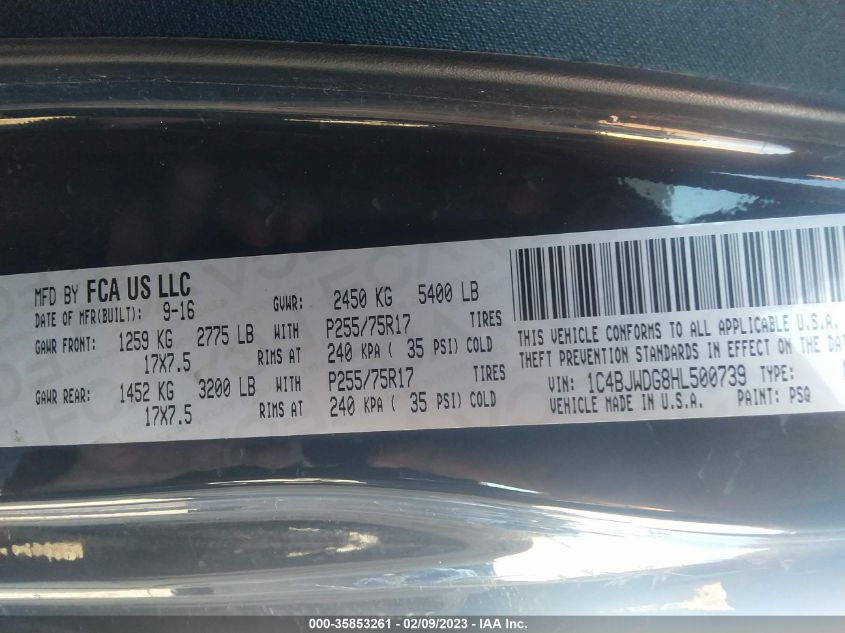 MFD BY FCA US LLC
DATE OF MFR(BUILT): 9-16 GVWR: 2450 KG 5400 LB
GAWR FRONT: 1259 KG 2775 LB WITH P255/75R17 TIRES
17X7.5 RIMS AT 240 KPA ( 35 PSI) COLD
GAWR REAR: 1452 KG 3200 LB WITH P255/75R17 TIRES
17X7.5 RIMS AT 240 KPA ( 35 PSI) COLD
THIS VEHICLE CONFORMS TO ALL APPLICABLE U.S.A.
THEFT PREVENTION STANDARDS IN EFFECT ON THE
VIN: 1C4BJWDG8HL500739 TYPE:
VEHICLE MADE IN U.S.A. PAINT: PSQ
000-35853261 - 02/09/2023 - IAA Inc.